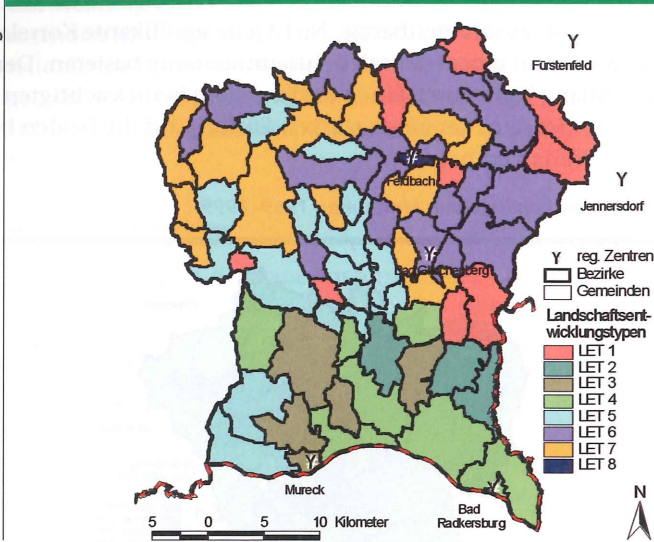 Fürstenfeld
Feldbach
Jennersdorf
Bad Gleichenberg
reg. Zentren
Bezirke
Gemeinden
Landschaftsent-
wicklungstypen
LET 1
LET 2
LET 3
LET 4
LET 5
LET 6
LET 7
LET 8
Mureck
Bad
Radkersburg
N
5 0 5 10 Kilometer